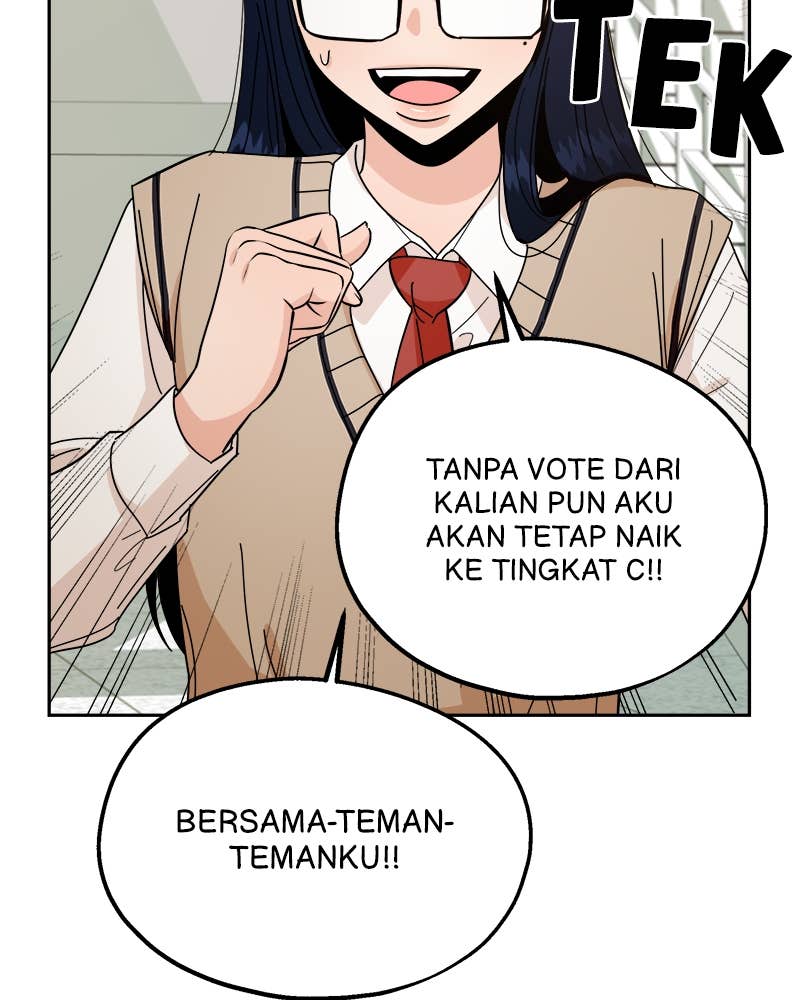 TEK
TANPA VOTE DARI
KALIAN PUN AKU
AKAN TETAP NAIK
KE TINGKAT C!!
BERSAMA-TEMAN-
TEMANKU!!